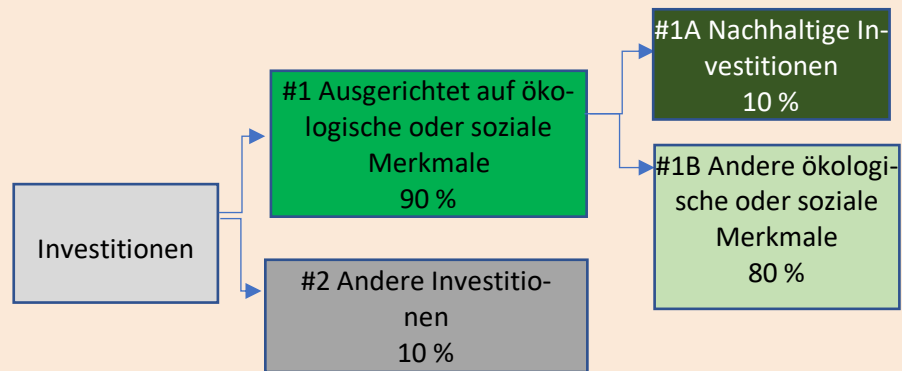 Investitionen
#1 Ausgerichtet auf öko-
logische oder soziale
Merkmale
90 %
#2 Andere Investitio-
nen
10 %
#1A Nachhaltige In-
vestitionen
10 %
#1B Andere ökologi-
sche oder soziale
Merkmale
80 %